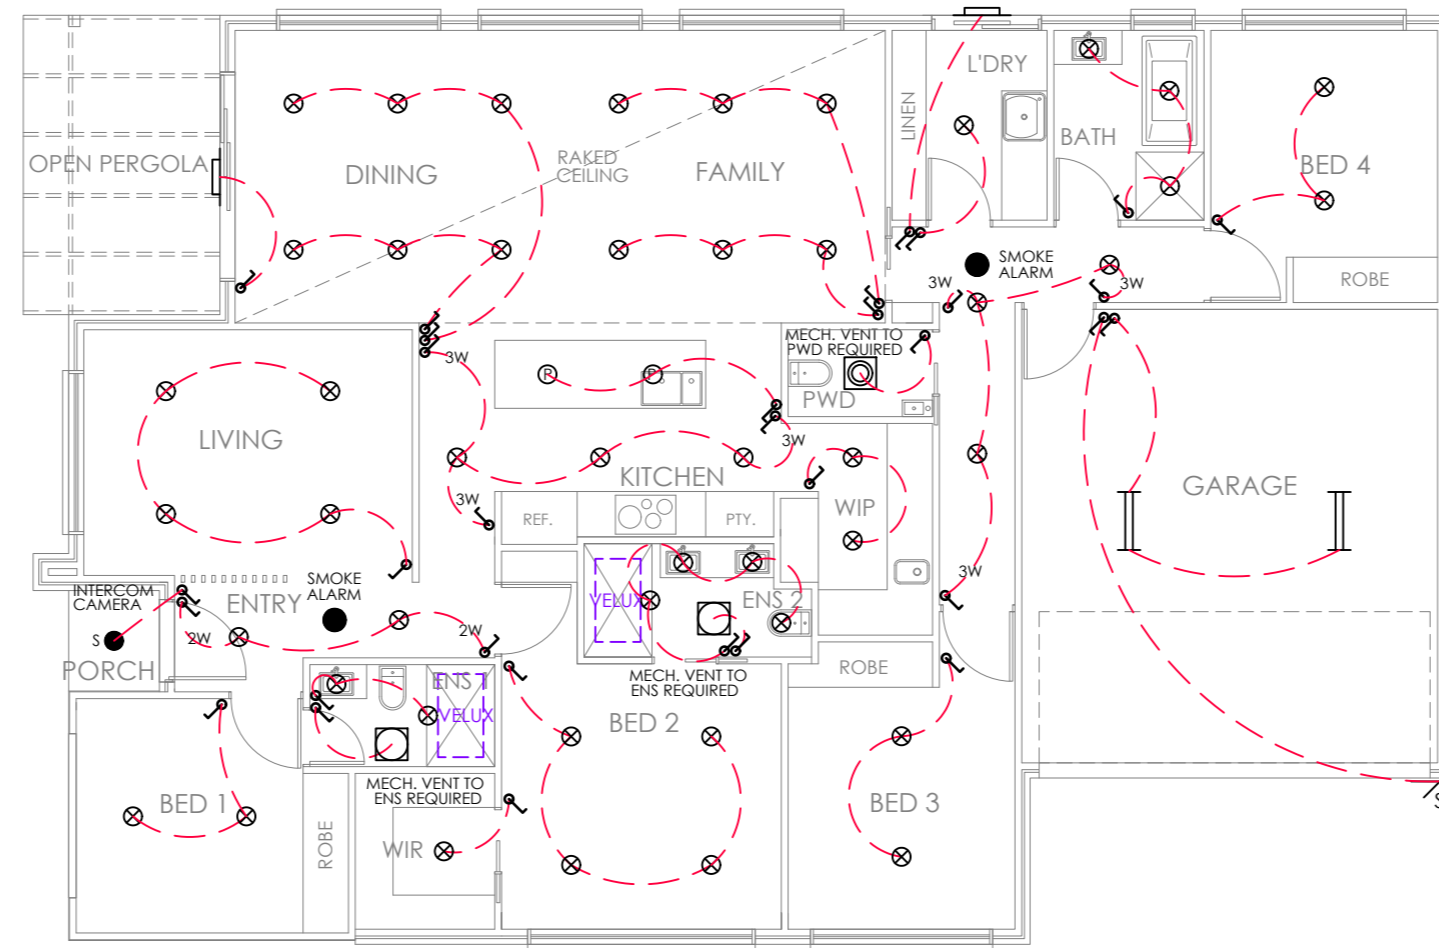 L'DRY
LINEN
BATH
BED 4
OPEN PERGOLA
DINING
RAKED
CEILING
FAMILY
SMOKE
ALARM
ROBE
3W
3W
MECH. VENT TO
PWD REQUIRED
3W
P
P
PWD
LIVING
3W
KITCHEN
3W
WIP
GARAGE
REF.
PTY.
INTERCOM
CAMERA
SMOKE
ALARM
ENTRY
VELUX
ENS 2
3W
S
2W
2W
PORCH
ROBE
MECH. VENT TO
ENS REQUIRED
ENS 1
VELUX
BED 2
MECH. VENT TO
ENS REQUIRED
BED 1
BED 3
ROBE
WIR
S